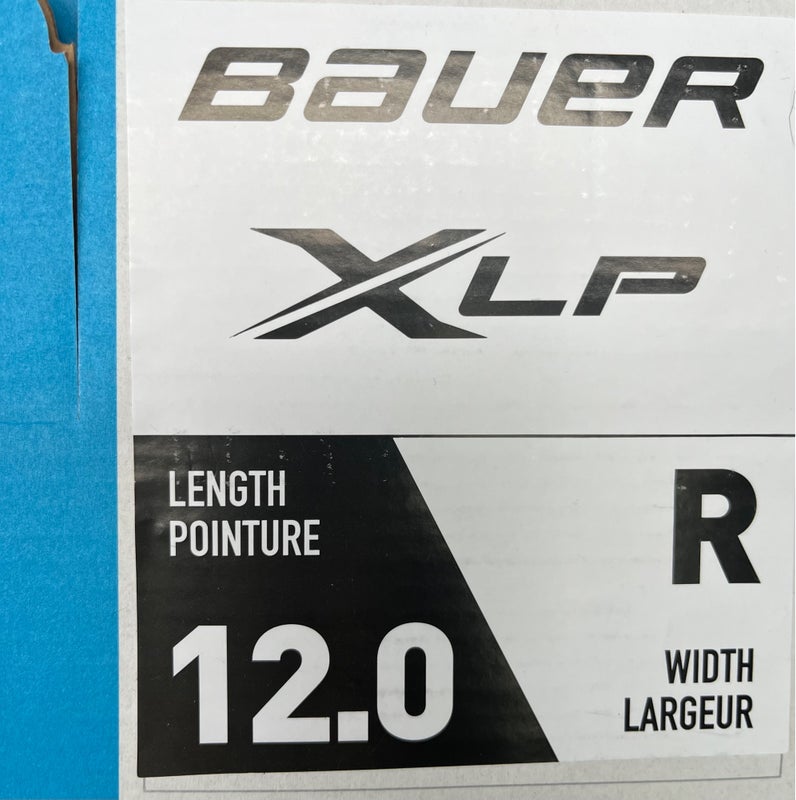 BAUER
XLP
LENGTH
POINTURE
12.0
R
WIDTH
LARGEUR